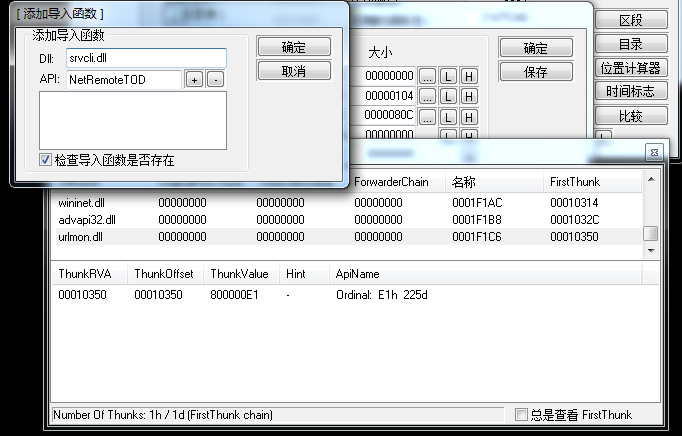 [ 添加导入函数 ]
添加导入函数
Dll: srvcli.dll
API: NetRemoteTOD + -
确定
取消
检查导入函数是否存在
大小
00000000 ... L H
00000104 ... L H
0000080C ... L H
00000000 H
确定
保存
区段
目录
位置计算器
时间标志
比较
L
ForwarderChain 名称 FirstThunk
wininet.dll 00000000 00000000 00000000 0001F1AC 00010314
advapi32.dll 00000000 00000000 00000000 0001F1B8 0001032C
urlmon.dll 00000000 00000000 00000000 0001F1C6 00010350
ThunkRVA ThunkOffset ThunkValue Hint ApiName
00010350 00010350 800000E1 - Ordinal: E1h 225d
Number Of Thunks: 1h / 1d (FirstThunk chain)
总是查看 FirstThunk